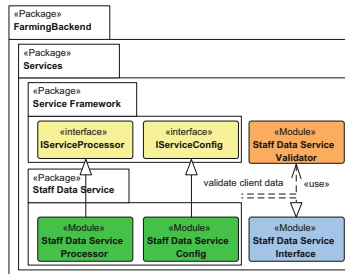 «Package»
FarmingBackend
«Package»
Services
«Package»
Service Framework
«interface»
IServiceProcessor
«interface»
IServiceConfig
«Module»
Staff Data Service
Validator
«Package»
Staff Data Service
validate client data
«use»
«Module»
Staff Data Service
Processor
«Module»
Staff Data Service
Config
«Module»
Staff Data Service
Interface